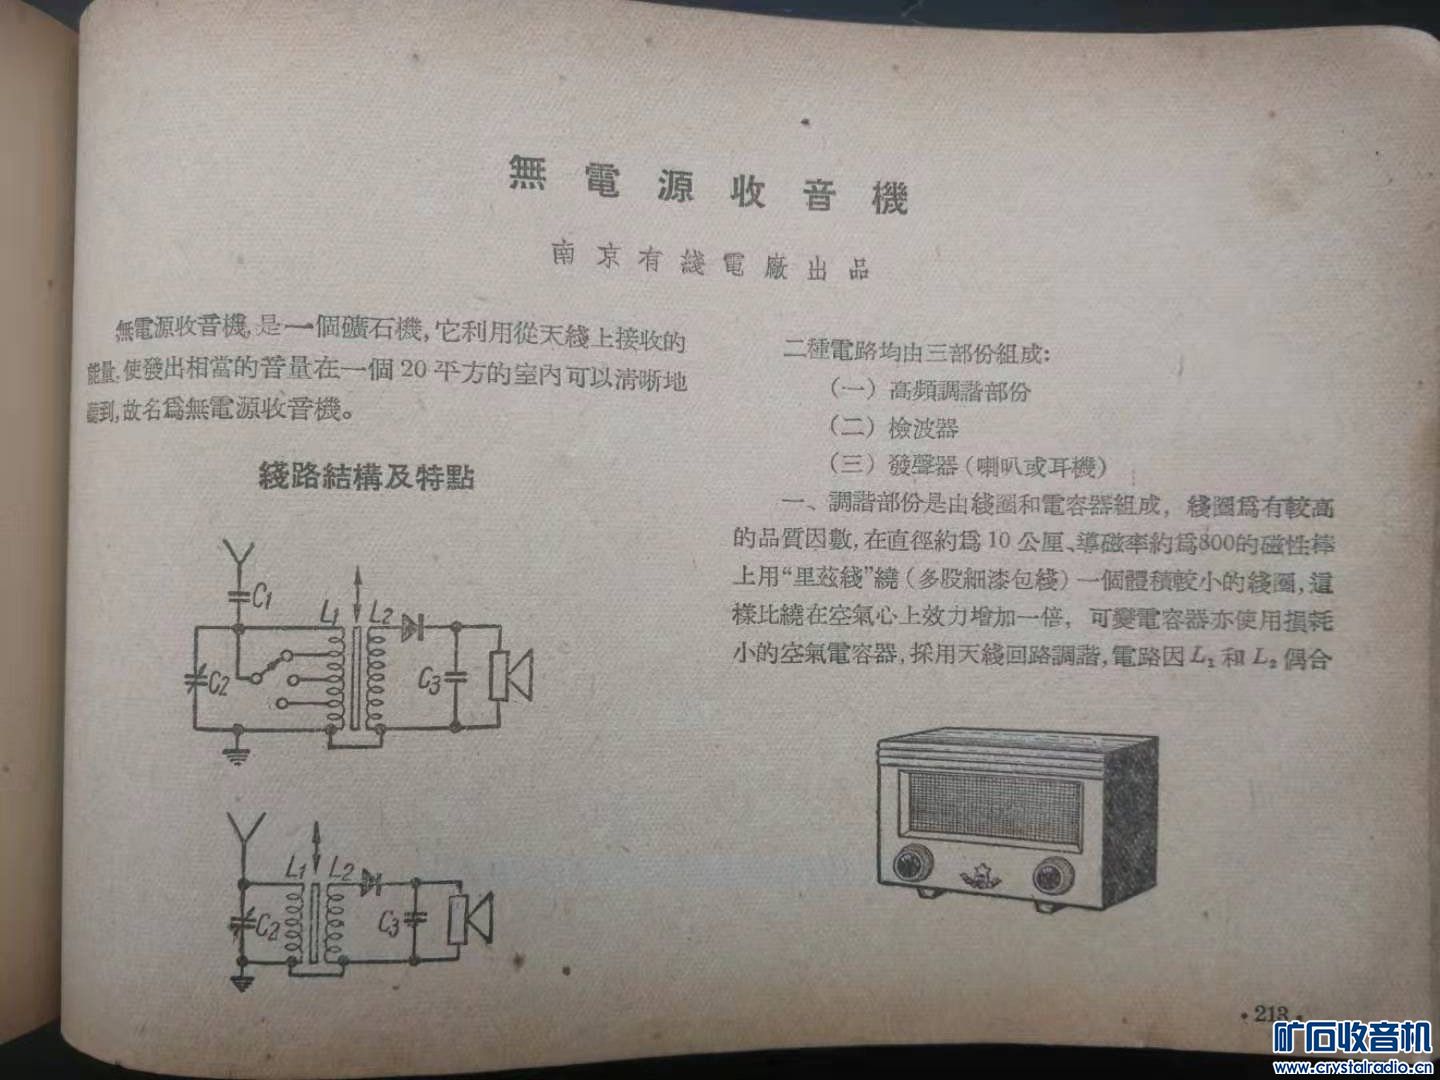 無電源收音機
南京有綫電廠出品
無電源收音機,是一個礦石機,它利用從天綫上接收的
能量,使發出相當的音量在一個20平方的室內可以清晰地
聽到,故名爲無電源收音機。
綫路結構及特點
C1
L1
L2
C2
C3
L1
L2
C2
C3
二種電路均由三部份組成:
(一)高頻調諧部份
(二)檢波器
(三)發聲器(喇叭或耳機)
一、調諧部份是由綫圈和電容器組成,綫圈爲有較高
的品質因數,在直徑約爲10公厘、導磁率約爲800的磁性棒
上用“里茲綫”繞(多股細漆包綫)一個體積較小的綫圈,這
樣比繞在空氣心上效力增加一倍,可變電容器亦使用損耗
小的空氣電容器,採用天綫回路調諧,電路因L₁和L₂偶合
·213·
矿石收音机
www.crystalradio.cn